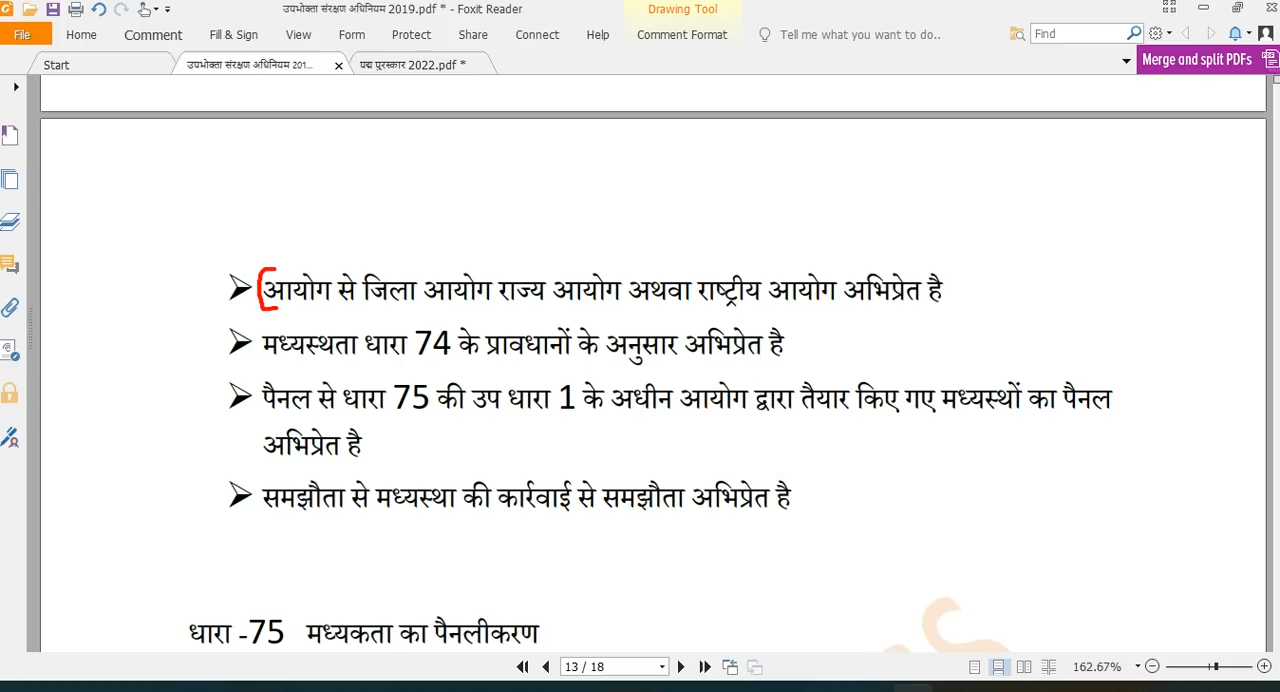 उपभोक्ता संरक्षण अधिनियम 2019.pdf * - Foxit Reader
Drawing Tool
File Home Comment Fill & Sign View Form Protect Share Connect Help Comment Format Tell me what you want to do.. Find
Start उपभोक्ता संरक्षण अधिनियम 201... पद्म पुरस्कार 2022.pdf * Merge and split PDFs
आयोग से जिला आयोग राज्य आयोग अथवा राष्ट्रीय आयोग अभिप्रेत है
मध्यस्थता धारा 74 के प्रावधानों के अनुसार अभिप्रेत है
पैनल से धारा 75 की उप धारा 1 के अधीन आयोग द्वारा तैयार किए गए मध्यस्थों का पैनल
अभिप्रेत है
समझौता से मध्यस्था की कार्रवाई से समझौता अभिप्रेत है
धारा -75 मध्यकता का पैनलीकरण
13 / 18 162.67%